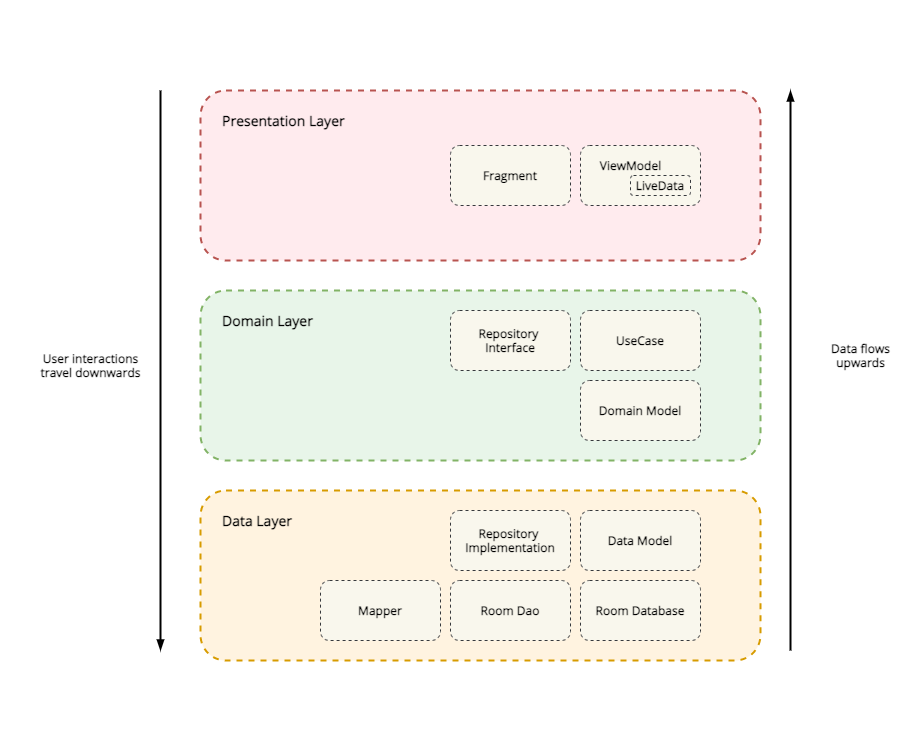 Presentation Layer
Fragment
ViewModel
LiveData
Domain Layer
Repository
Interface
UseCase
Domain Model
User interactions
travel downwards
Data flows
upwards
Data Layer
Repository
Implementation
Data Model
Mapper
Room Dao
Room Database